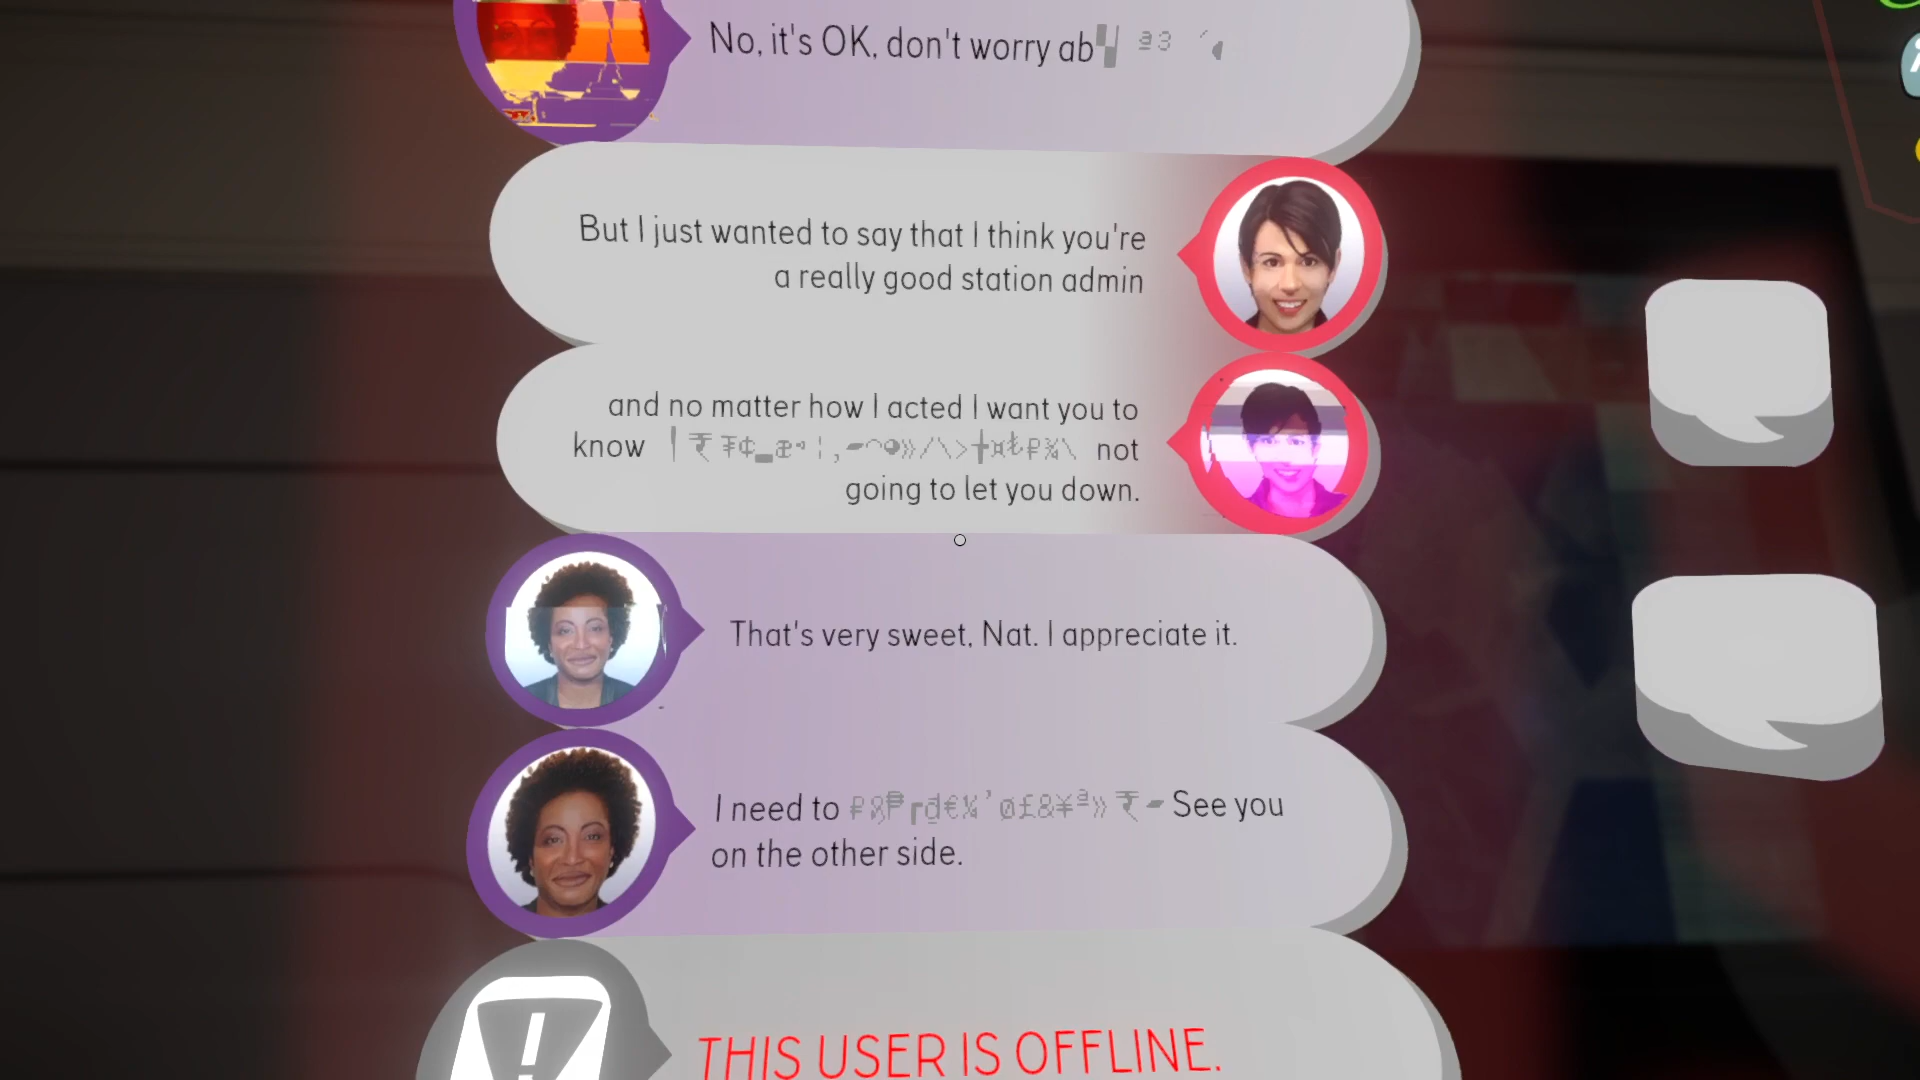 No, it's OK, don't worry ab
But I just wanted to say that I think you're
a really good station admin
and no matter how I acted I want you to
know not
going to let you down.
That's very sweet, Nat. I appreciate it.
I need to See you
on the other side.
!
THIS USER IS OFFLINE.